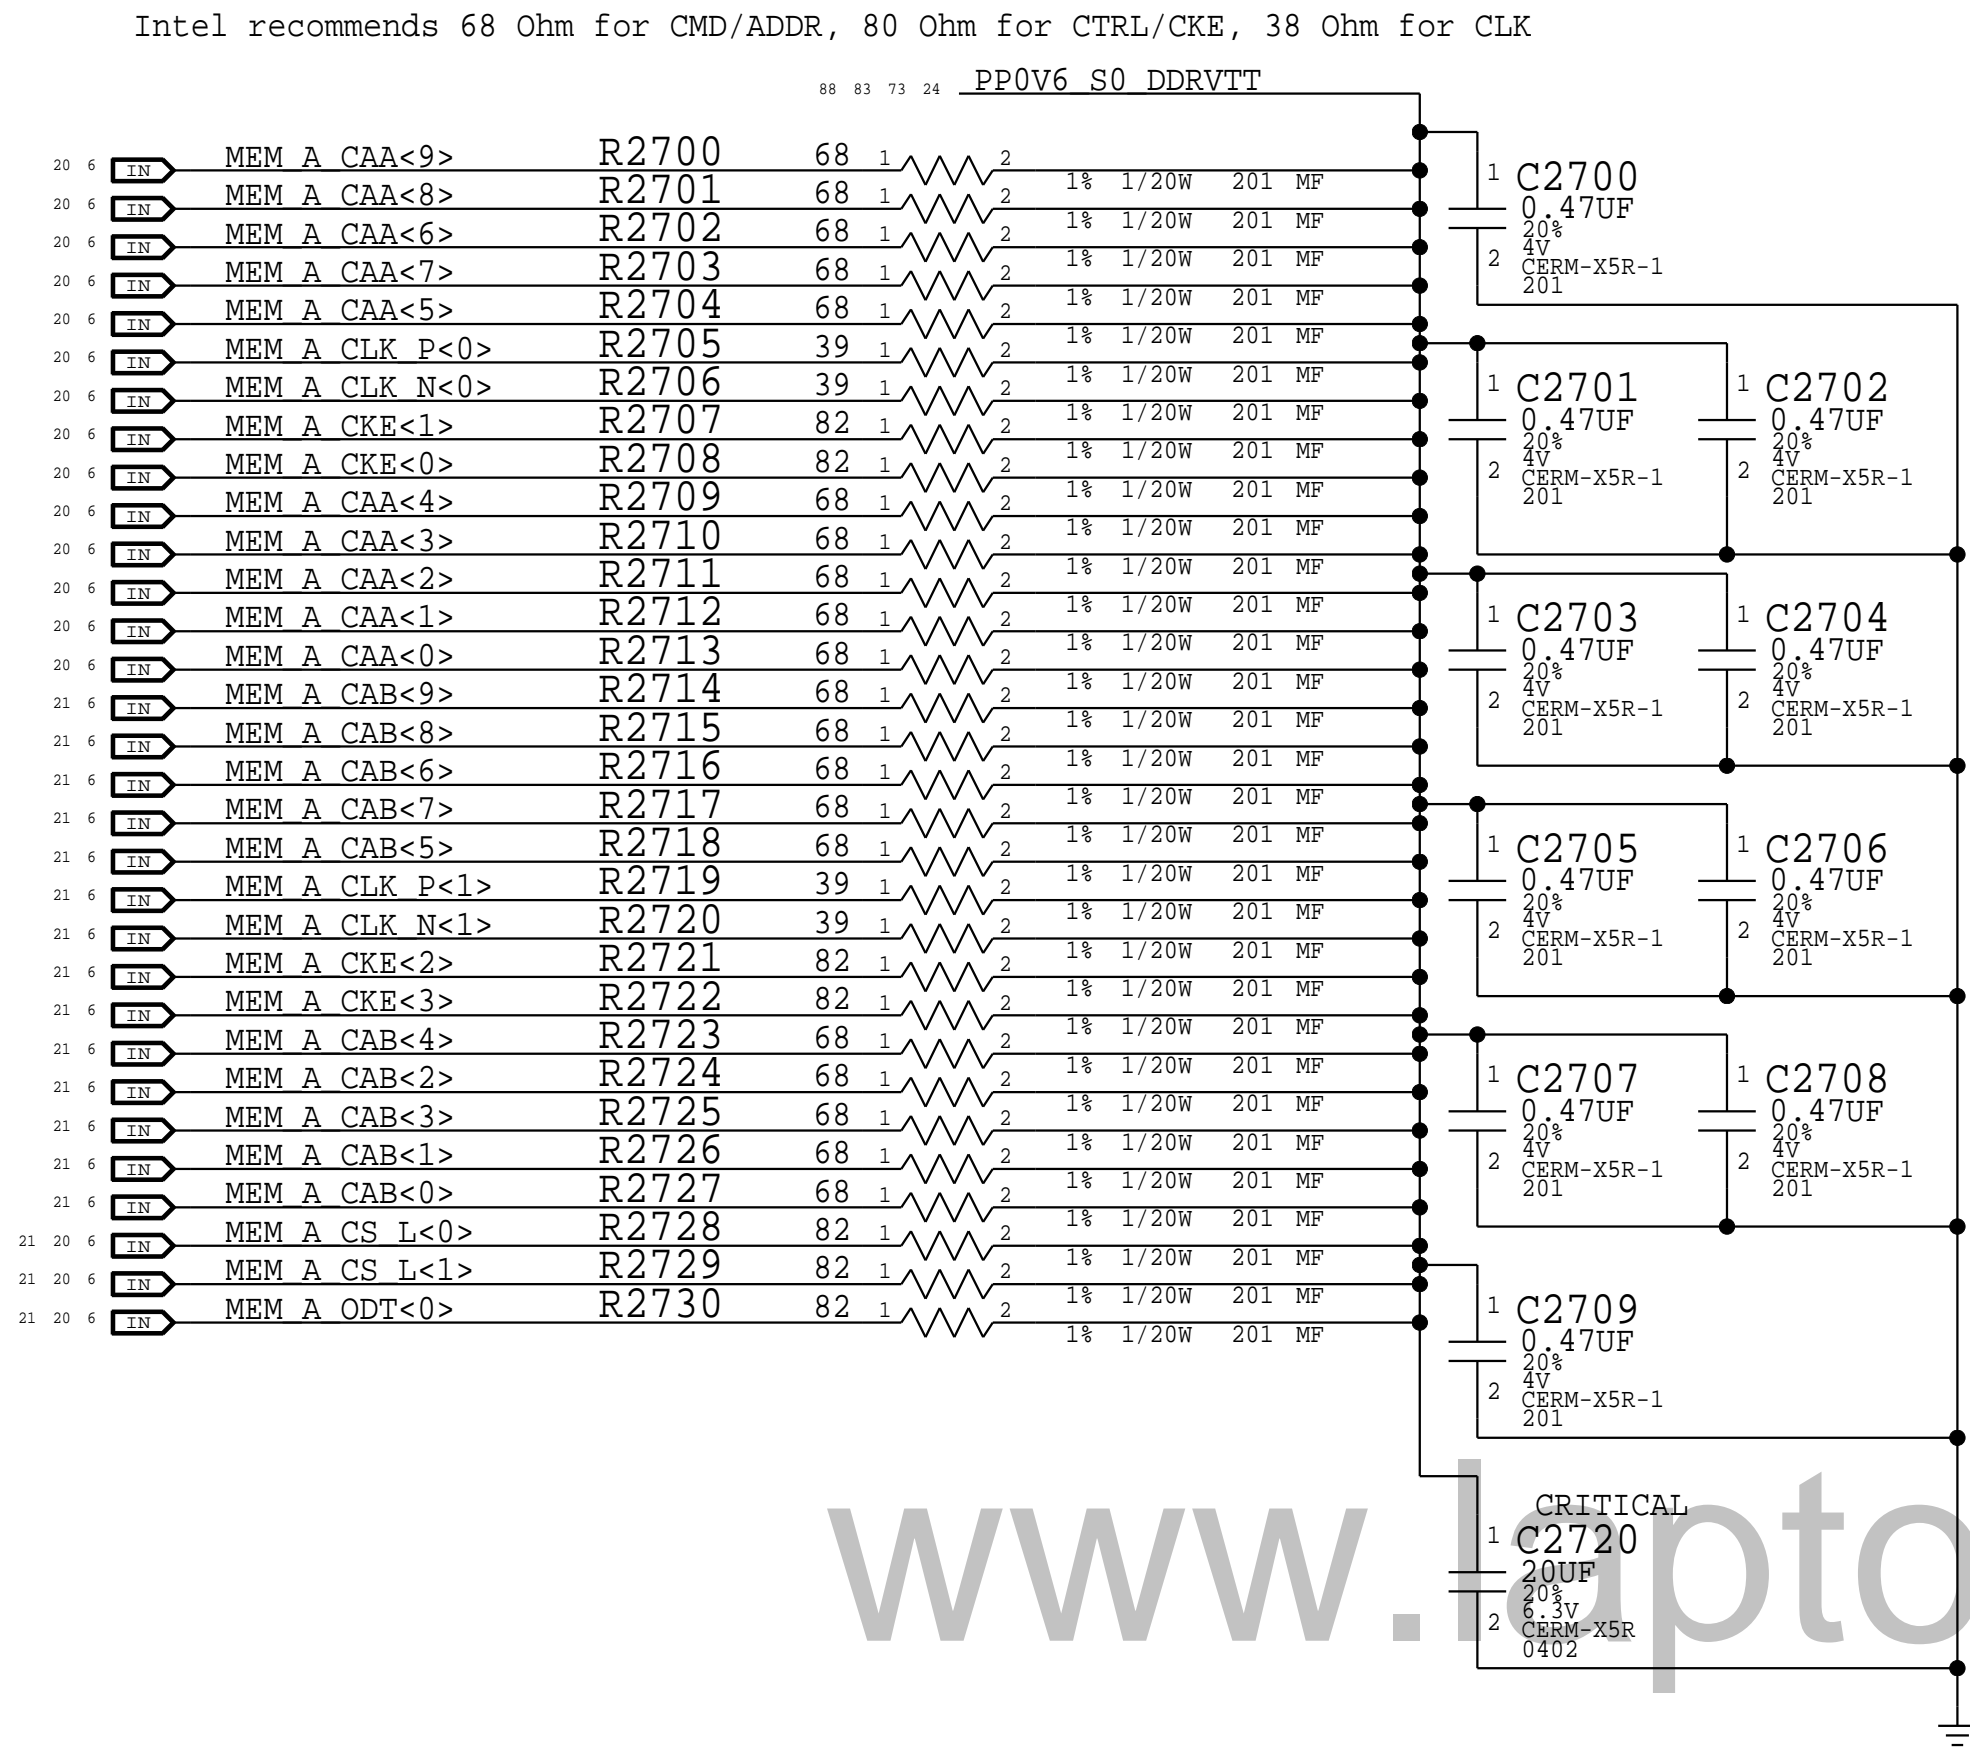 Intel recommends 68 Ohm for CMD/ADDR, 80 Ohm for CTRL/CKE, 38 Ohm for CLK
88 83 73 24 PP0V6_S0_DDRVTT
20 6 IN MEM_A_CAA<9> R2700 68 1 2 1% 1/20W 201 MF
20 6 IN MEM_A_CAA<8> R2701 68 1 2 1% 1/20W 201 MF
20 6 IN MEM_A_CAA<6> R2702 68 1 2 1% 1/20W 201 MF
20 6 IN MEM_A_CAA<7> R2703 68 1 2 1% 1/20W 201 MF
20 6 IN MEM_A_CAA<5> R2704 68 1 2 1% 1/20W 201 MF
20 6 IN MEM_A_CLK_P<0> R2705 39 1 2 1% 1/20W 201 MF
20 6 IN MEM_A_CLK_N<0> R2706 39 1 2 1% 1/20W 201 MF
20 6 IN MEM_A_CKE<1> R2707 82 1 2 1% 1/20W 201 MF
20 6 IN MEM_A_CKE<0> R2708 82 1 2 1% 1/20W 201 MF
20 6 IN MEM_A_CAA<4> R2709 68 1 2 1% 1/20W 201 MF
20 6 IN MEM_A_CAA<3> R2710 68 1 2 1% 1/20W 201 MF
20 6 IN MEM_A_CAA<2> R2711 68 1 2 1% 1/20W 201 MF
20 6 IN MEM_A_CAA<1> R2712 68 1 2 1% 1/20W 201 MF
20 6 IN MEM_A_CAA<0> R2713 68 1 2 1% 1/20W 201 MF
21 6 IN MEM_A_CAB<9> R2714 68 1 2 1% 1/20W 201 MF
21 6 IN MEM_A_CAB<8> R2715 68 1 2 1% 1/20W 201 MF
21 6 IN MEM_A_CAB<6> R2716 68 1 2 1% 1/20W 201 MF
21 6 IN MEM_A_CAB<7> R2717 68 1 2 1% 1/20W 201 MF
21 6 IN MEM_A_CAB<5> R2718 68 1 2 1% 1/20W 201 MF
21 6 IN MEM_A_CLK_P<1> R2719 39 1 2 1% 1/20W 201 MF
21 6 IN MEM_A_CLK_N<1> R2720 39 1 2 1% 1/20W 201 MF
21 6 IN MEM_A_CKE<2> R2721 82 1 2 1% 1/20W 201 MF
21 6 IN MEM_A_CKE<3> R2722 82 1 2 1% 1/20W 201 MF
21 6 IN MEM_A_CAB<4> R2723 68 1 2 1% 1/20W 201 MF
21 6 IN MEM_A_CAB<2> R2724 68 1 2 1% 1/20W 201 MF
21 6 IN MEM_A_CAB<3> R2725 68 1 2 1% 1/20W 201 MF
21 6 IN MEM_A_CAB<1> R2726 68 1 2 1% 1/20W 201 MF
21 6 IN MEM_A_CAB<0> R2727 68 1 2 1% 1/20W 201 MF
21 20 6 IN MEM_A_CS_L<0> R2728 82 1 2 1% 1/20W 201 MF
21 20 6 IN MEM_A_CS_L<1> R2729 82 1 2 1% 1/20W 201 MF
21 20 6 IN MEM_A_ODT<0> R2730 82 1 2 1% 1/20W 201 MF
1 C2700
0.47UF
20%
4V
2 CERM-X5R-1
201
1 C2701 1 C2702
0.47UF 0.47UF
20% 20%
4V 4V
2 CERM-X5R-1 2 CERM-X5R-1
201 201
1 C2703 1 C2704
0.47UF 0.47UF
20% 20%
4V 4V
2 CERM-X5R-1 2 CERM-X5R-1
201 201
1 C2705 1 C2706
0.47UF 0.47UF
20% 20%
4V 4V
2 CERM-X5R-1 2 CERM-X5R-1
201 201
1 C2707 1 C2708
0.47UF 0.47UF
20% 20%
4V 4V
2 CERM-X5R-1 2 CERM-X5R-1
201 201
1 C2709
0.47UF
20%
4V
2 CERM-X5R-1
201
CRITICAL
1 C2720
20UF
20%
6.3V
2 CERM-X5R
0402
www.lapto